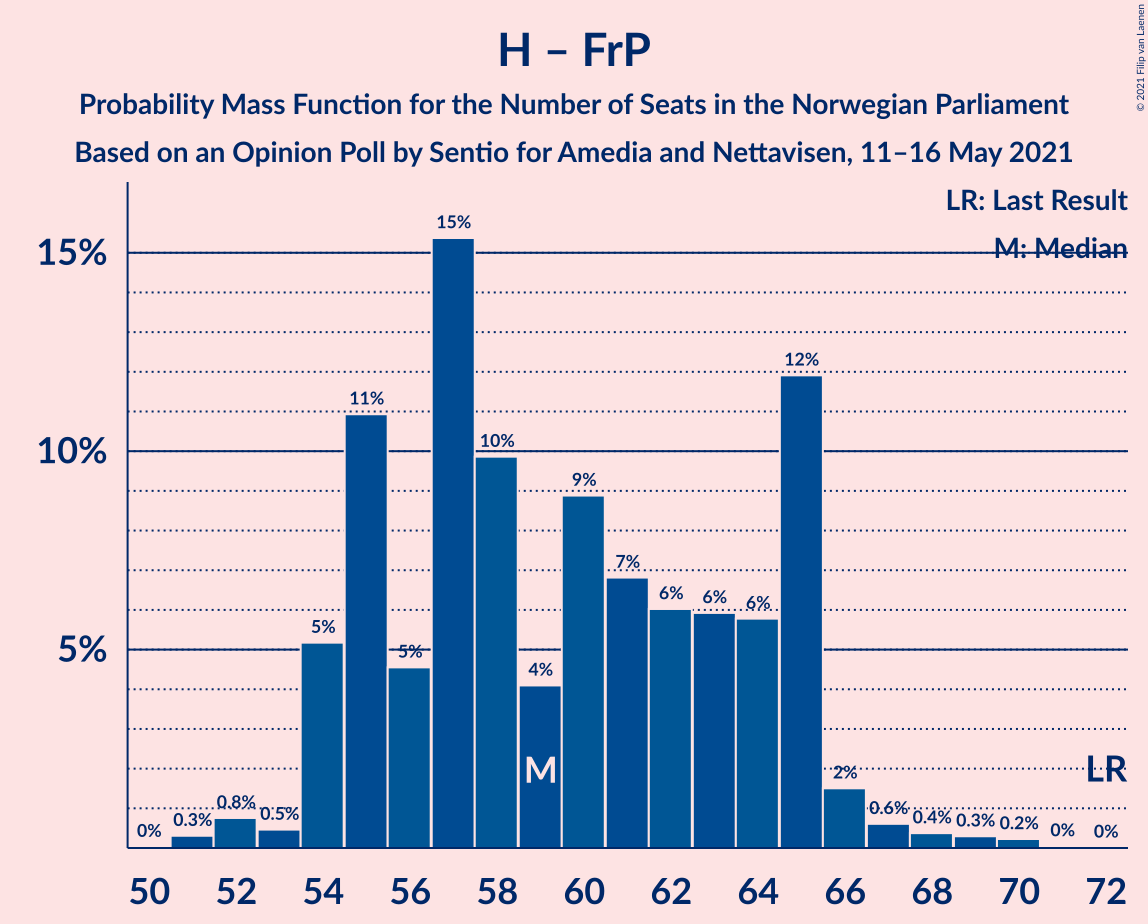 H – FrP
Probability Mass Function for the Number of Seats in the Norwegian Parliament
Based on an Opinion Poll by Sentio for Amedia and Nettavisen, 11–16 May 2021
© 2021 Filip van Laenen
LR: Last Result
M: Median
15%
10%
5%
0%
0.3%
0.8%
0.5%
5%
11%
5%
15%
10%
4%
9%
7%
6%
6%
6%
12%
2%
0.6%
0.4%
0.3%
0.2%
0%
0%
M
LR
50 52 54 56 58 60 62 64 66 68 70 72